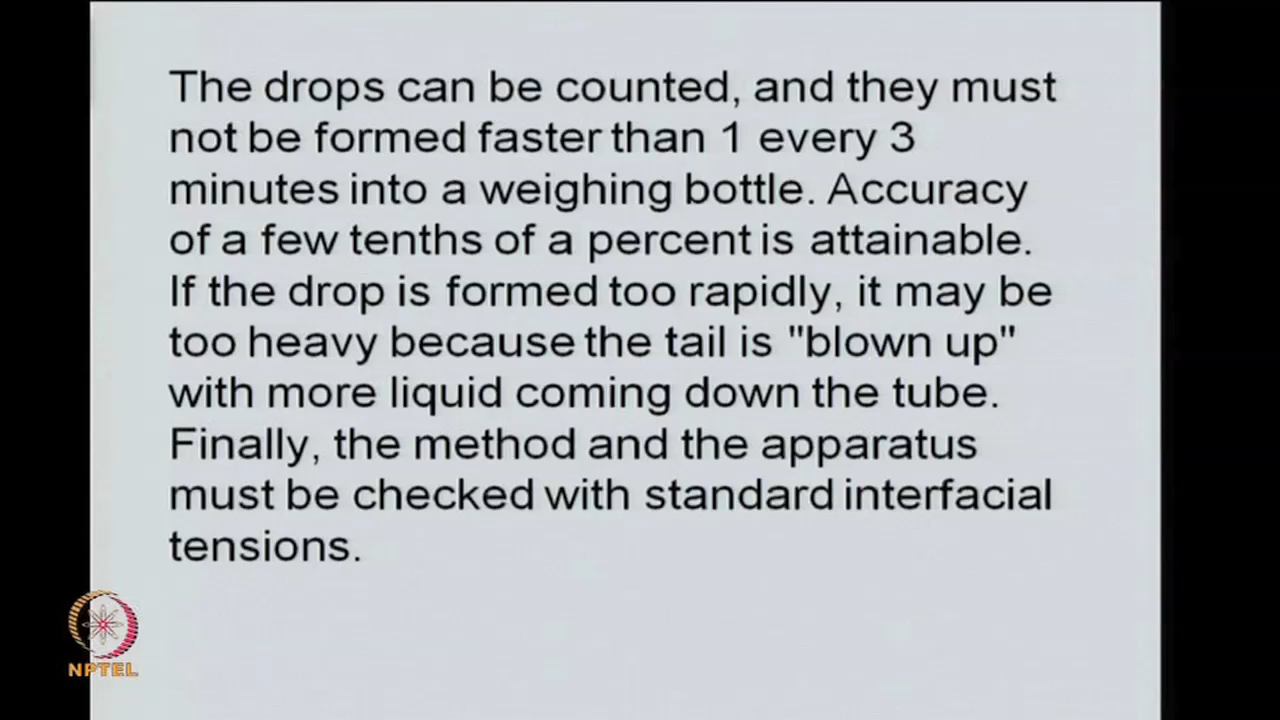 The drops can be counted, and they must
not be formed faster than 1 every 3
minutes into a weighing bottle. Accuracy
of a few tenths of a percent is attainable.
If the drop is formed too rapidly, it may be
too heavy because the tail is "blown up"
with more liquid coming down the tube.
Finally, the method and the apparatus
must be checked with standard interfacial
tensions.
NPTEL